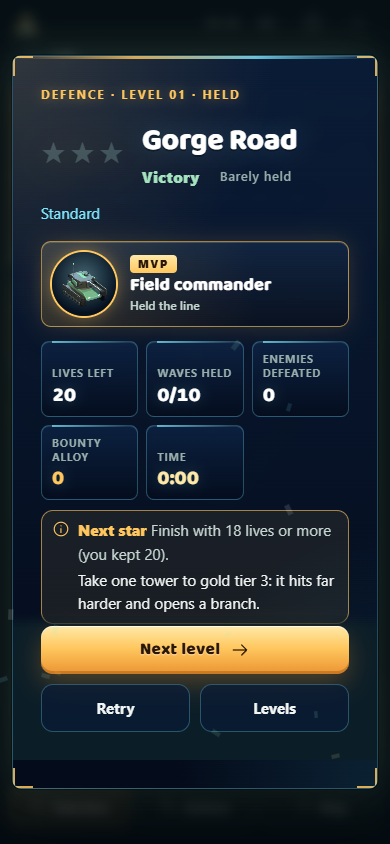 DEFENCE · LEVEL 01 · HELD
Gorge Road
Victory Barely held
Standard
MVP
Field commander
Held the line
LIVES LEFT
20
WAVES HELD
0/10
ENEMIES
DEFEATED
0
BOUNTY
ALLOY
0
TIME
0:00
Next star Finish with 18 lives or more
(you kept 20).
Take one tower to gold tier 3: it hits far
harder and opens a branch.
Next level →
Retry
Levels